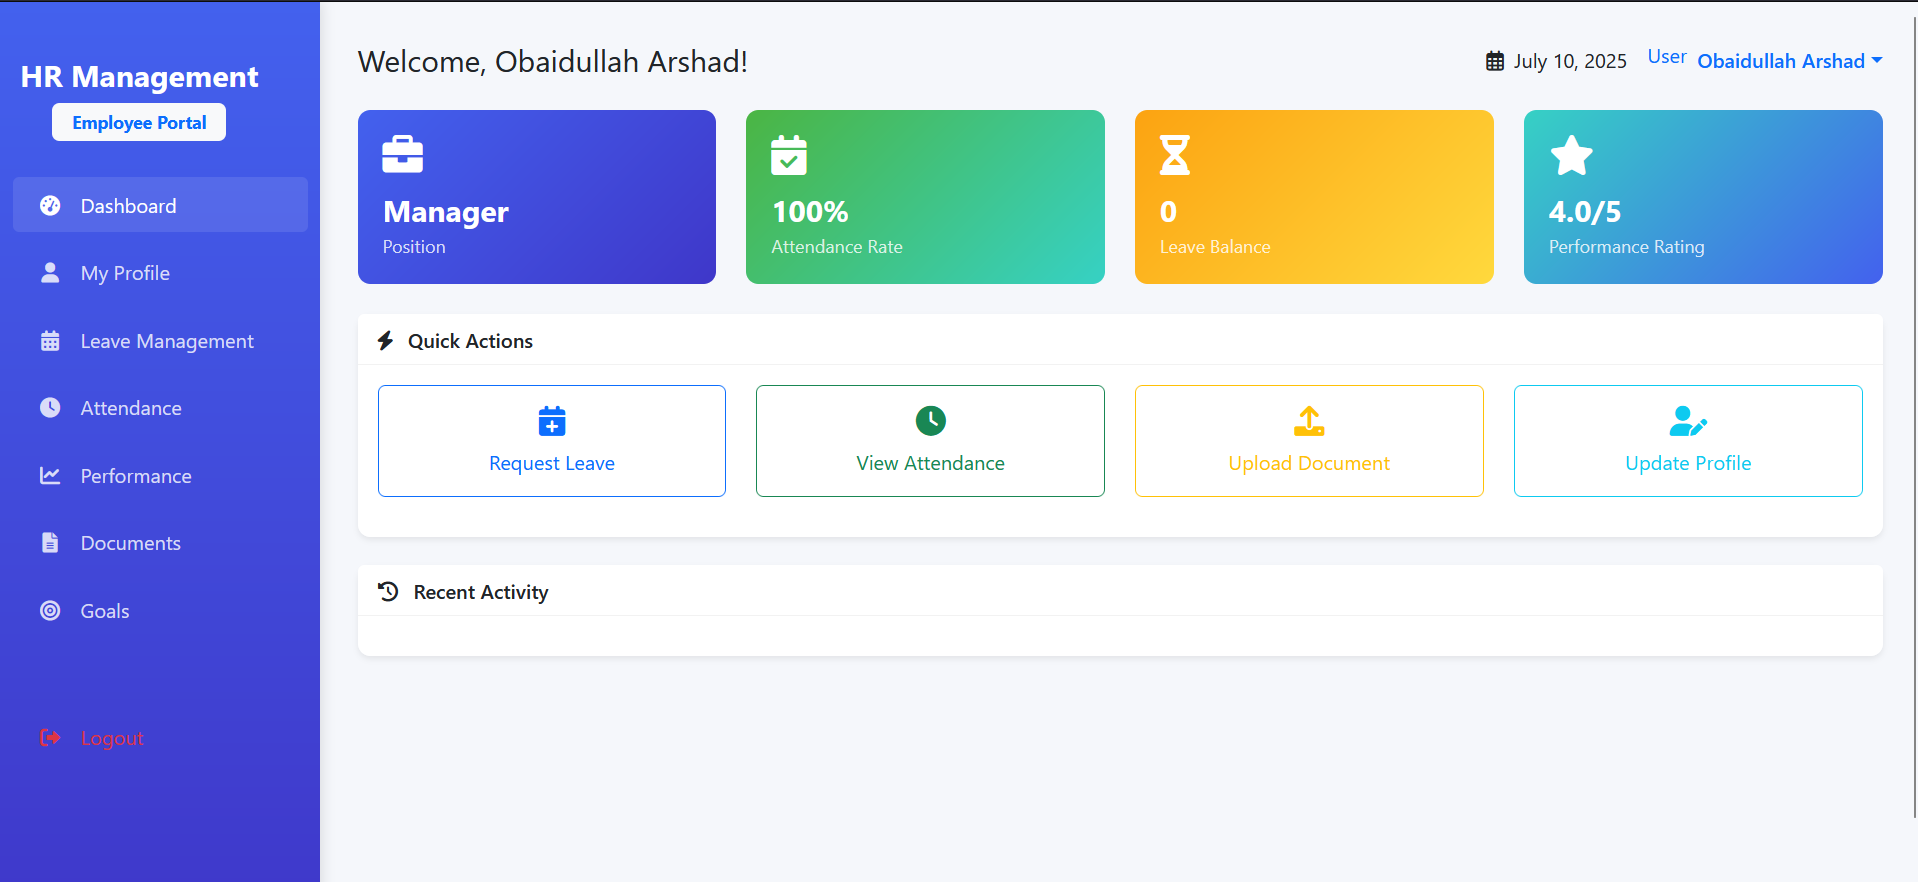 HR Management
Employee Portal
Dashboard
My Profile
Leave Management
Attendance
Performance
Documents
Goals
Logout
Welcome, Obaidullah Arshad!
July 10, 2025 User Obaidullah Arshad
Manager
Position
100%
Attendance Rate
0
Leave Balance
4.0/5
Performance Rating
Quick Actions
Request Leave
View Attendance
Upload Document
Update Profile
Recent Activity